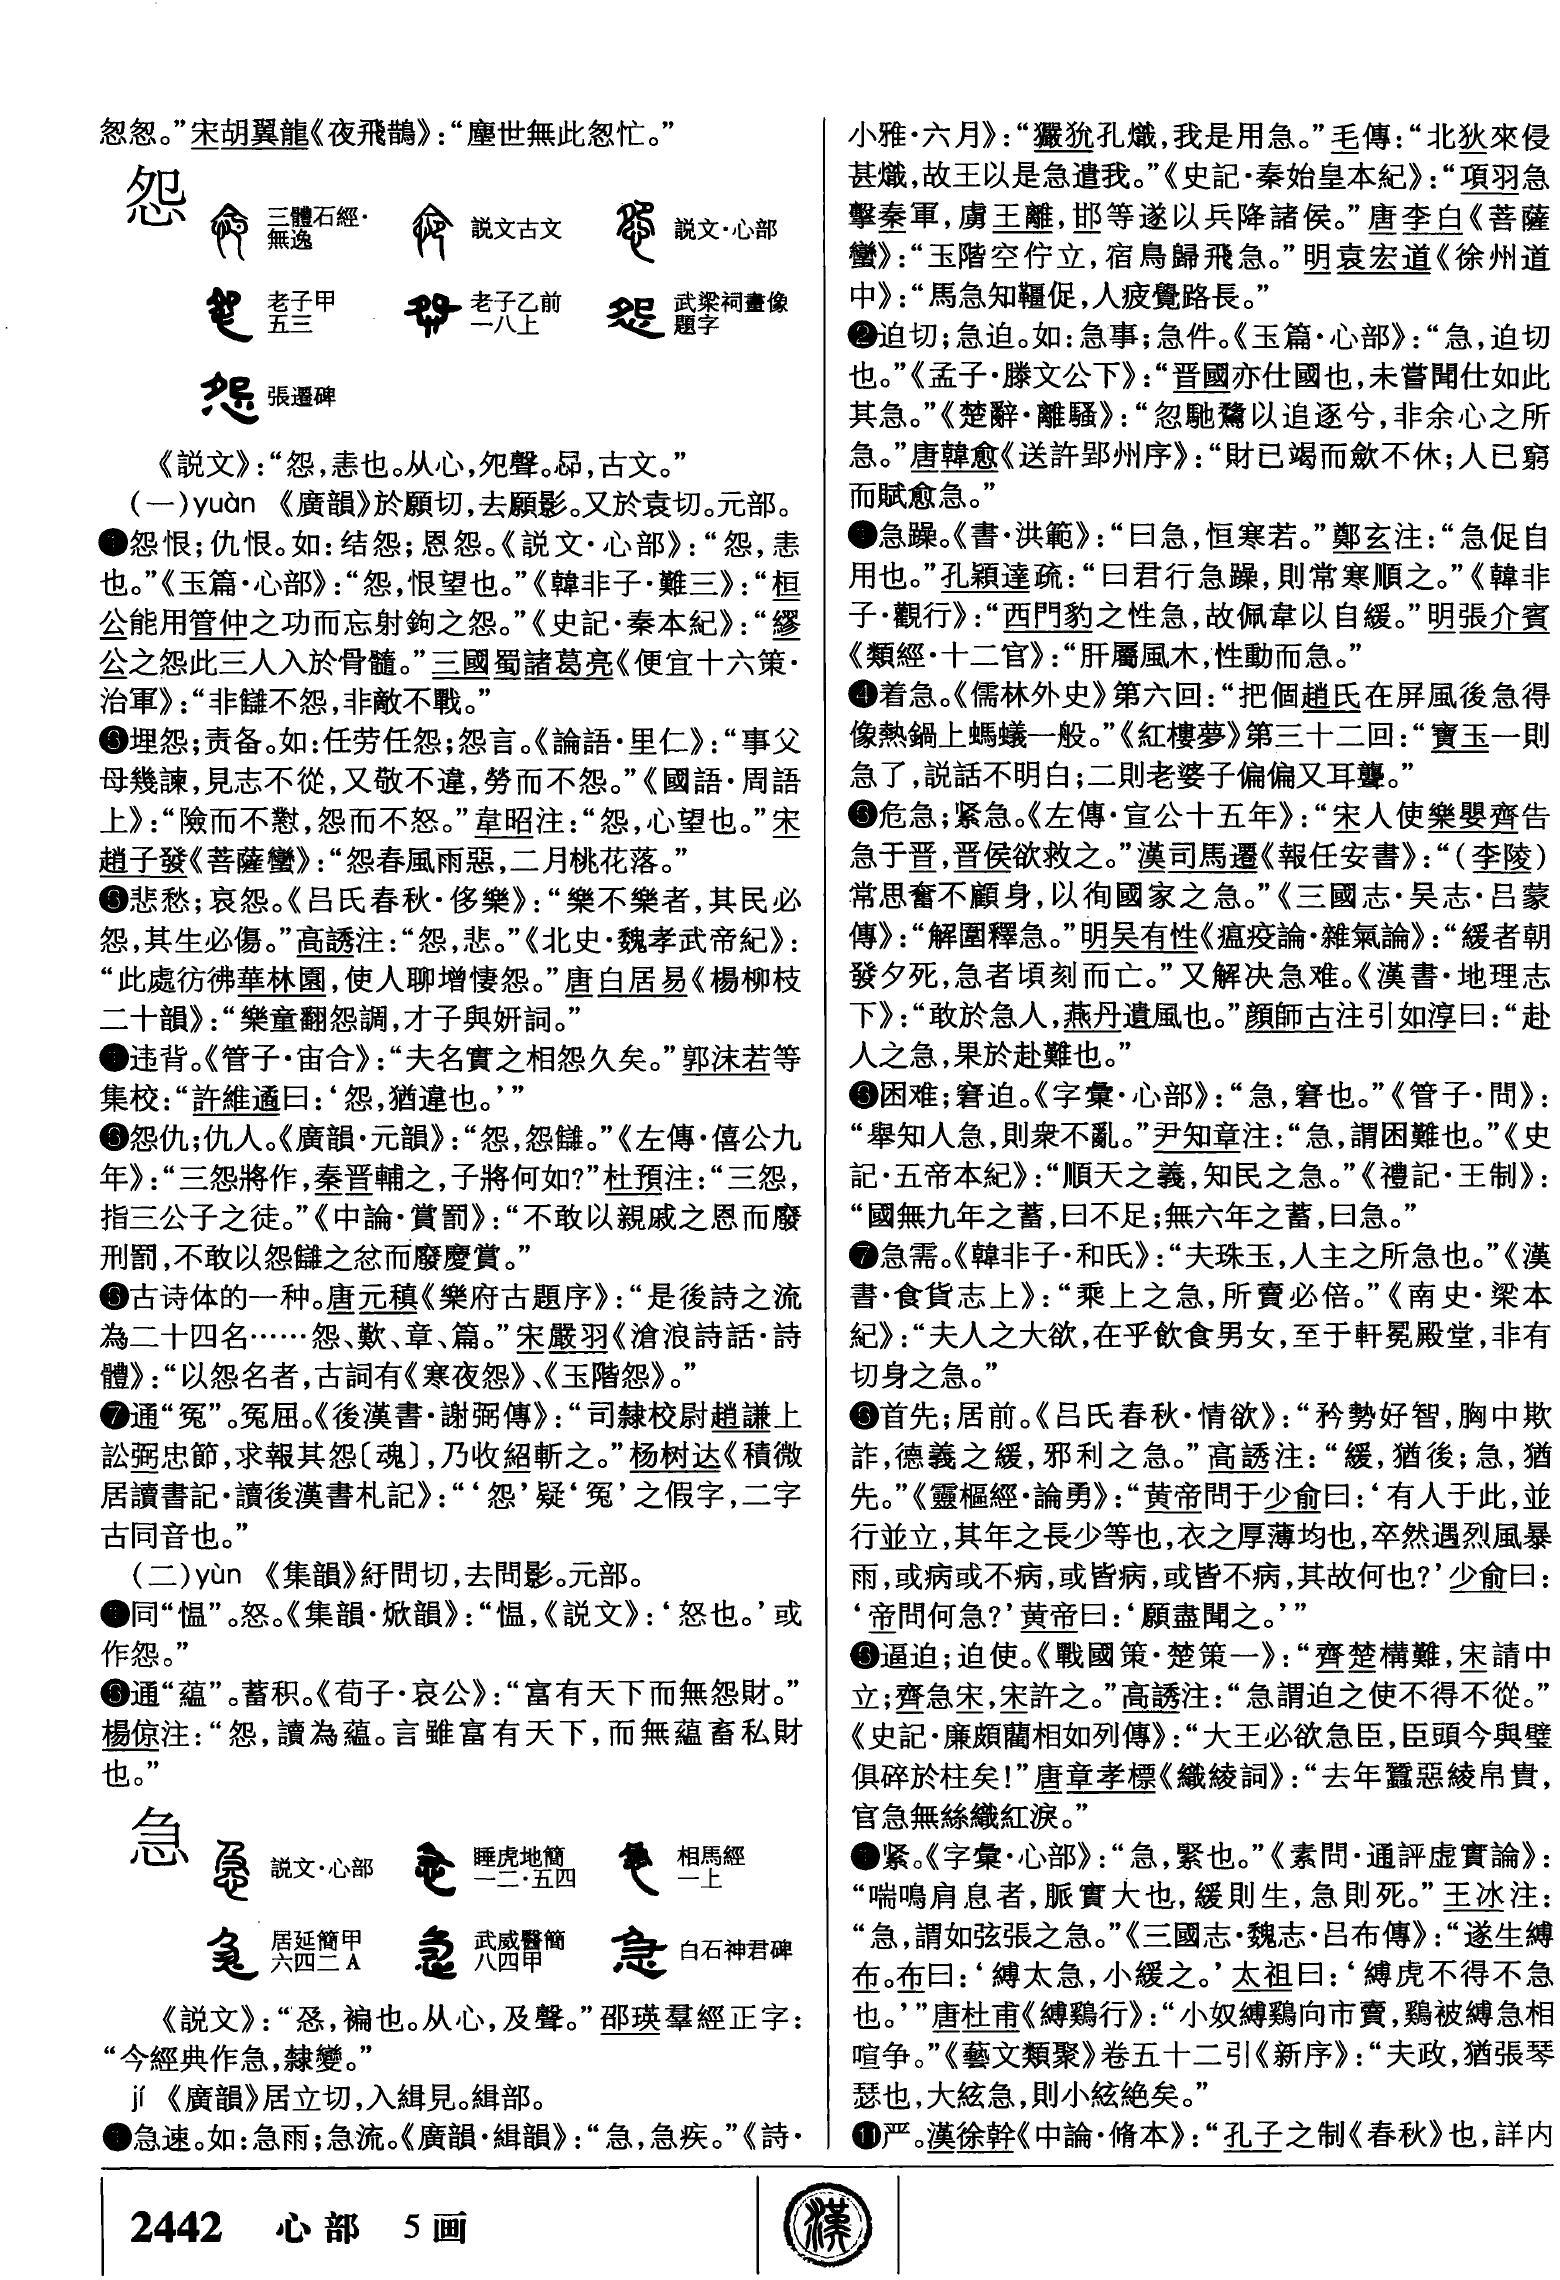 怱怱。”宋胡翼龍《夜飛鵲》：“塵世無此怱忙。”
怨
三體石經·
無逸
説文古文
説文·心部
老子甲
五三
老子乙前
一八上
武梁祠畫像
題字
張遷碑
《説文》：“怨，恚也。从心，夗聲。𢘍，古文。”
（一）yuàn 《廣韻》於願切，去願影。又於袁切。元部。
❶怨恨；仇恨。如：结怨；恩怨。《説文·心部》：“怨，恚
也。”《玉篇·心部》：“怨，恨望也。”《韓非子·難三》：“桓
公能用管仲之功而忘射鉤之怨。”《史記·秦本紀》：“繆
公之怨此三人入於骨髓。”三國蜀諸葛亮《便宜十六策·
治軍》：“非讎不怨，非敵不戰。”
❷埋怨；责备。如：任劳任怨；怨言。《論語·里仁》：“事父
母幾諫，見志不從，又敬不違，勞而不怨。”《國語·周語
上》：“險而不懟，怨而不怒。”韋昭注：“怨，心望也。”宋
趙子發《菩薩蠻》：“怨春風雨惡，二月桃花落。”
❸悲愁；哀怨。《吕氏春秋·侈樂》：“樂不樂者，其民必
怨，其生必傷。”高誘注：“怨，悲。”《北史·魏孝武帝紀》：
“此處彷彿華林園，使人聊增悽怨。”唐白居易《楊柳枝
二十韻》：“樂童翻怨調，才子與妍詞。”
❹违背。《管子·宙合》：“夫名實之相怨久矣。”郭沫若等
集校：“許維遹曰：‘怨，猶違也。’”
❺怨仇；仇人。《廣韻·元韻》：“怨，怨讎。”《左傳·僖公九
年》：“三怨將作，秦晋輔之，子將何如？”杜預注：“三怨，
指三公子之徒。”《中論·賞罰》：“不敢以親戚之恩而廢
刑罰，不敢以怨讎之忿而廢慶賞。”
❻古诗体的一种。唐元稹《樂府古題序》：“是後詩之流
為二十四名……怨、歎、章、篇。”宋嚴羽《滄浪詩話·詩
體》：“以怨名者，古詞有《寒夜怨》、《玉階怨》。”
❼通“冤”。冤屈。《後漢書·謝弼傳》：“司隸校尉趙謙上
訟弼忠節，求報其怨〔魂〕，乃收紹斬之。”杨树达《積微
居讀書記·讀後漢書札記》：“‘怨’疑‘冤’之假字，二字
古同音也。”
（二）yùn 《集韻》紆問切，去問影。元部。
❶同“愠”。怒。《集韻·焮韻》：“愠，《説文》：‘怒也。’或
作怨。”
❷通“蘊”。蓄积。《荀子·哀公》：“富有天下而無怨財。”
楊倞注：“怨，讀為蘊。言雖富有天下，而無蘊畜私財
也。”
急
説文·心部
睡虎地簡
一二·五四
相馬經
一上
居延簡甲
六四二A
武威醫簡
八四甲
白石神君碑
《説文》：“㤂，褊也。从心，及聲。”邵瑛羣經正字：
“今經典作急，隸變。”
jí 《廣韻》居立切，入緝見。緝部。
❶急速。如：急雨；急流。《廣韻·緝韻》：“急，急疾。”《詩·
小雅·六月》：“玁狁孔熾，我是用急。”毛傳：“北狄來侵
甚熾，故王以是急遣我。”《史記·秦始皇本紀》：“項羽急
擊秦軍，虜王離，邯等遂以兵降諸侯。”唐李白《菩薩
蠻》：“玉階空佇立，宿鳥歸飛急。”明袁宏道《徐州道
中》：“馬急知韁促，人疲覺路長。”
❷迫切；急迫。如：急事；急件。《玉篇·心部》：“急，迫切
也。”《孟子·滕文公下》：“晋國亦仕國也，未嘗聞仕如此
其急。”《楚辭·離騷》：“忽馳騖以追逐兮，非余心之所
急。”唐韓愈《送許郢州序》：“財已竭而斂不休；人已窮
而賦愈急。”
❸急躁。《書·洪範》：“曰急，恒寒若。”鄭玄注：“急促自
用也。”孔穎達疏：“曰君行急躁，則常寒順之。”《韓非
子·觀行》：“西門豹之性急，故佩韋以自緩。”明張介賓
《類經·十二官》：“肝屬風木，性動而急。”
❹着急。《儒林外史》第六回：“把個趙氏在屏風後急得
像熱鍋上螞蟻一般。”《紅樓夢》第三十二回：“寶玉一則
急了，説話不明白；二則老婆子偏偏又耳聾。”
❺危急；紧急。《左傳·宣公十五年》：“宋人使樂嬰齊告
急于晋，晋侯欲救之。”漢司馬遷《報任安書》：“（李陵）
常思奮不顧身，以徇國家之急。”《三國志·吴志·吕蒙
傳》：“解圍釋急。”明吴有性《瘟疫論·雜氣論》：“緩者朝
發夕死，急者頃刻而亡。”又解决急难。《漢書·地理志
下》：“敢於急人，燕丹遺風也。”顔師古注引如淳曰：“赴
人之急，果於赴難也。”
❻困难；窘迫。《字彙·心部》：“急，窘也。”《管子·問》：
“舉知人急，則衆不亂。”尹知章注：“急，謂困難也。”《史
記·五帝本紀》：“順天之義，知民之急。”《禮記·王制》：
“國無九年之蓄，曰不足；無六年之蓄，曰急。”
❼急需。《韓非子·和氏》：“夫珠玉，人主之所急也。”《漢
書·食貨志上》：“乘上之急，所賣必倍。”《南史·梁本
紀》：“夫人之大欲，在乎飲食男女，至于軒冕殿堂，非有
切身之急。”
❽首先；居前。《吕氏春秋·情欲》：“矜勢好智，胸中欺
詐，德義之緩，邪利之急。”高誘注：“緩，猶後；急，猶
先。”《靈樞經·論勇》：“黄帝問于少俞曰：‘有人于此，並
行並立，其年之長少等也，衣之厚薄均也，卒然遇烈風暴
雨，或病或不病，或皆病，或皆不病，其故何也？’少俞曰：
‘帝問何急？’黄帝曰：‘願盡聞之。’”
❾逼迫；迫使。《戰國策·楚策一》：“齊楚構難，宋請中
立；齊急宋，宋許之。”高誘注：“急謂迫之使不得不從。”
《史記·廉頗藺相如列傳》：“大王必欲急臣，臣頭今與璧
俱碎於柱矣！”唐章孝標《織綾詞》：“去年蠶惡綾帛貴，
官急無絲織紅淚。”
❿紧。《字彙·心部》：“急，緊也。”《素問·通評虚實論》：
“喘鳴肩息者，脈實大也，緩則生，急則死。”王冰注：
“急，謂如弦張之急。”《三國志·魏志·吕布傳》：“遂生縛
布。布曰：‘縛太急，小緩之。’太祖曰：‘縛虎不得不急
也。’”唐杜甫《縛鷄行》：“小奴縛鷄向市賣，鷄被縛急相
喧争。”《藝文類聚》卷五十二引《新序》：“夫政，猶張琴
瑟也，大絃急，則小絃絶矣。”
⓫严。漢徐幹《中論·脩本》：“孔子之制《春秋》也，詳内
2442 心部 5画
漢